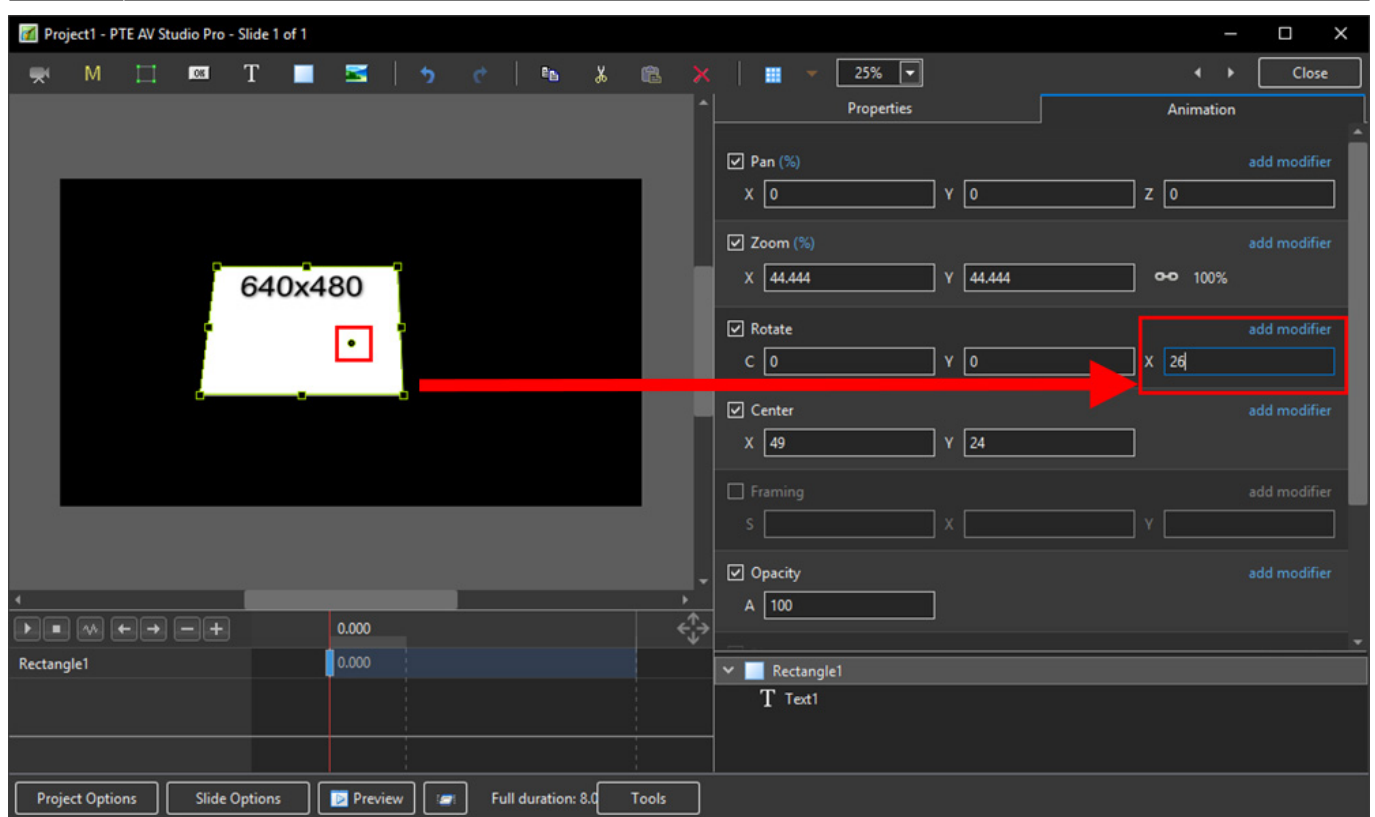 Project1 - PTE AV Studio Pro - Slide 1 of 1
M OK T 25% Close
Properties Animation
Pan (%) add modifier
X 0 Y 0 Z 0
Zoom (%) add modifier
X 44.444 Y 44.444 100%
640x480
Rotate add modifier
C 0 Y 0 X 26
Center add modifier
X 49 Y 24
Framing add modifier
S X Y
Opacity add modifier
A 100
0.000
Rectangle1 0.000
Rectangle1
T Text1
Project Options Slide Options Preview Full duration: 8.0 Tools